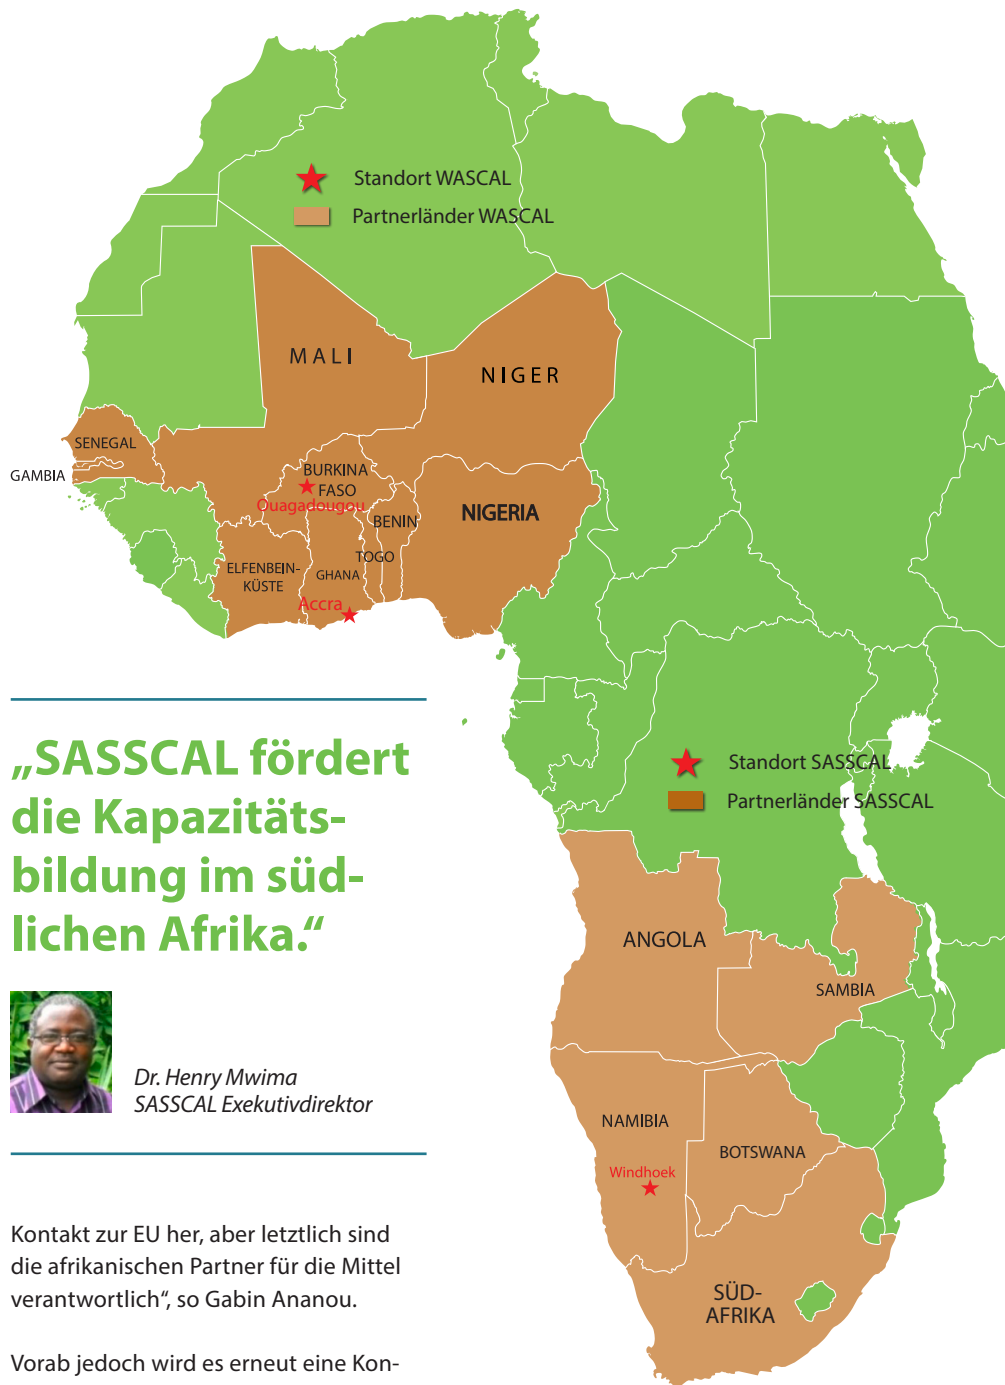 Standort WASCAL
Partnerländer WASCAL
MALI
NIGER
SENEGAL
GAMBIA
BURKINA
FASO
Ouagadougou
BENIN
NIGERIA
TOGO
ELFENBEIN-
KÜSTE
GHANA
Accra
„SASSCAL fördert
die Kapazitäts-
bildung im süd-
lichen Afrika.“
Dr. Henry Mwima
SASSCAL Exekutivdirektor
Kontakt zur EU her, aber letztlich sind
die afrikanischen Partner für die Mittel
verantwortlich“, so Gabin Ananou.
Vorab jedoch wird es erneut eine Kon-
Standort SASSCAL
Partnerländer SASSCAL
ANGOLA
SAMBIA
NAMIBIA
BOTSWANA
Windhoek
SÜD-
AFRIKA